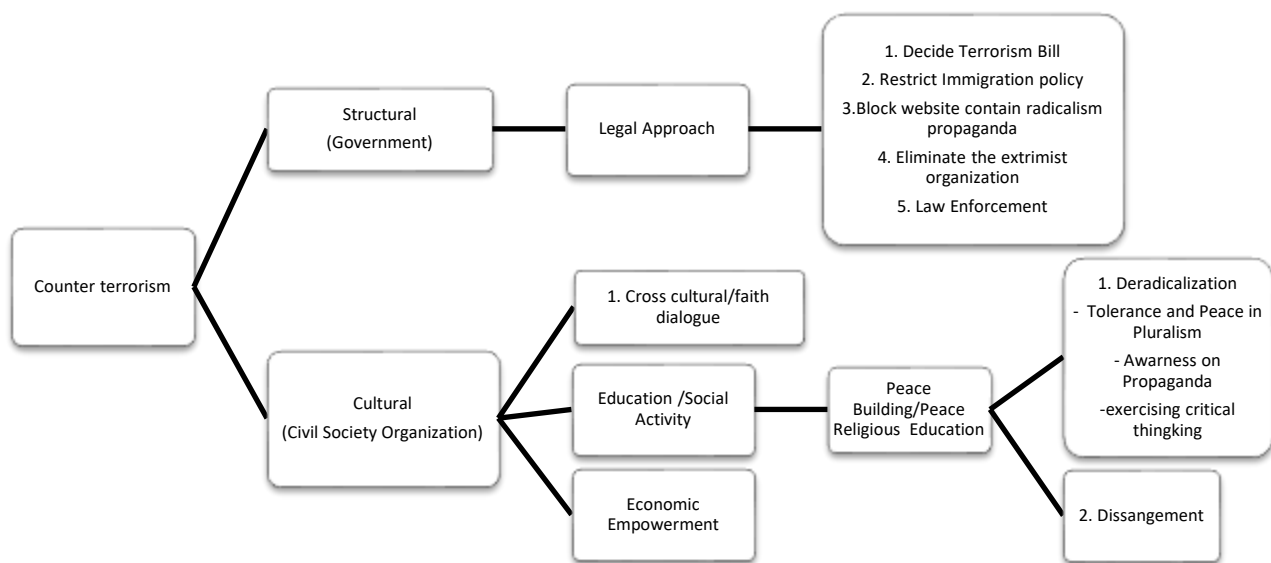 Counter terrorism
Structural
(Government)
Legal Approach
1. Decide Terrorism Bill
2. Restrict Immigration policy
3.Block website contain radicalism
propaganda
4. Eliminate the extrimist
organization
5. Law Enforcement
Cultural
(Civil Society Organization)
1. Cross cultural/faith
dialogue
Education /Social
Activity
Economic
Empowerment
Peace
Building/Peace
Religious Education
1. Deradicalization
- Tolerance and Peace in
Pluralism
- Awarness on
Propaganda
-exercising critical
thingking
2. Dissangement